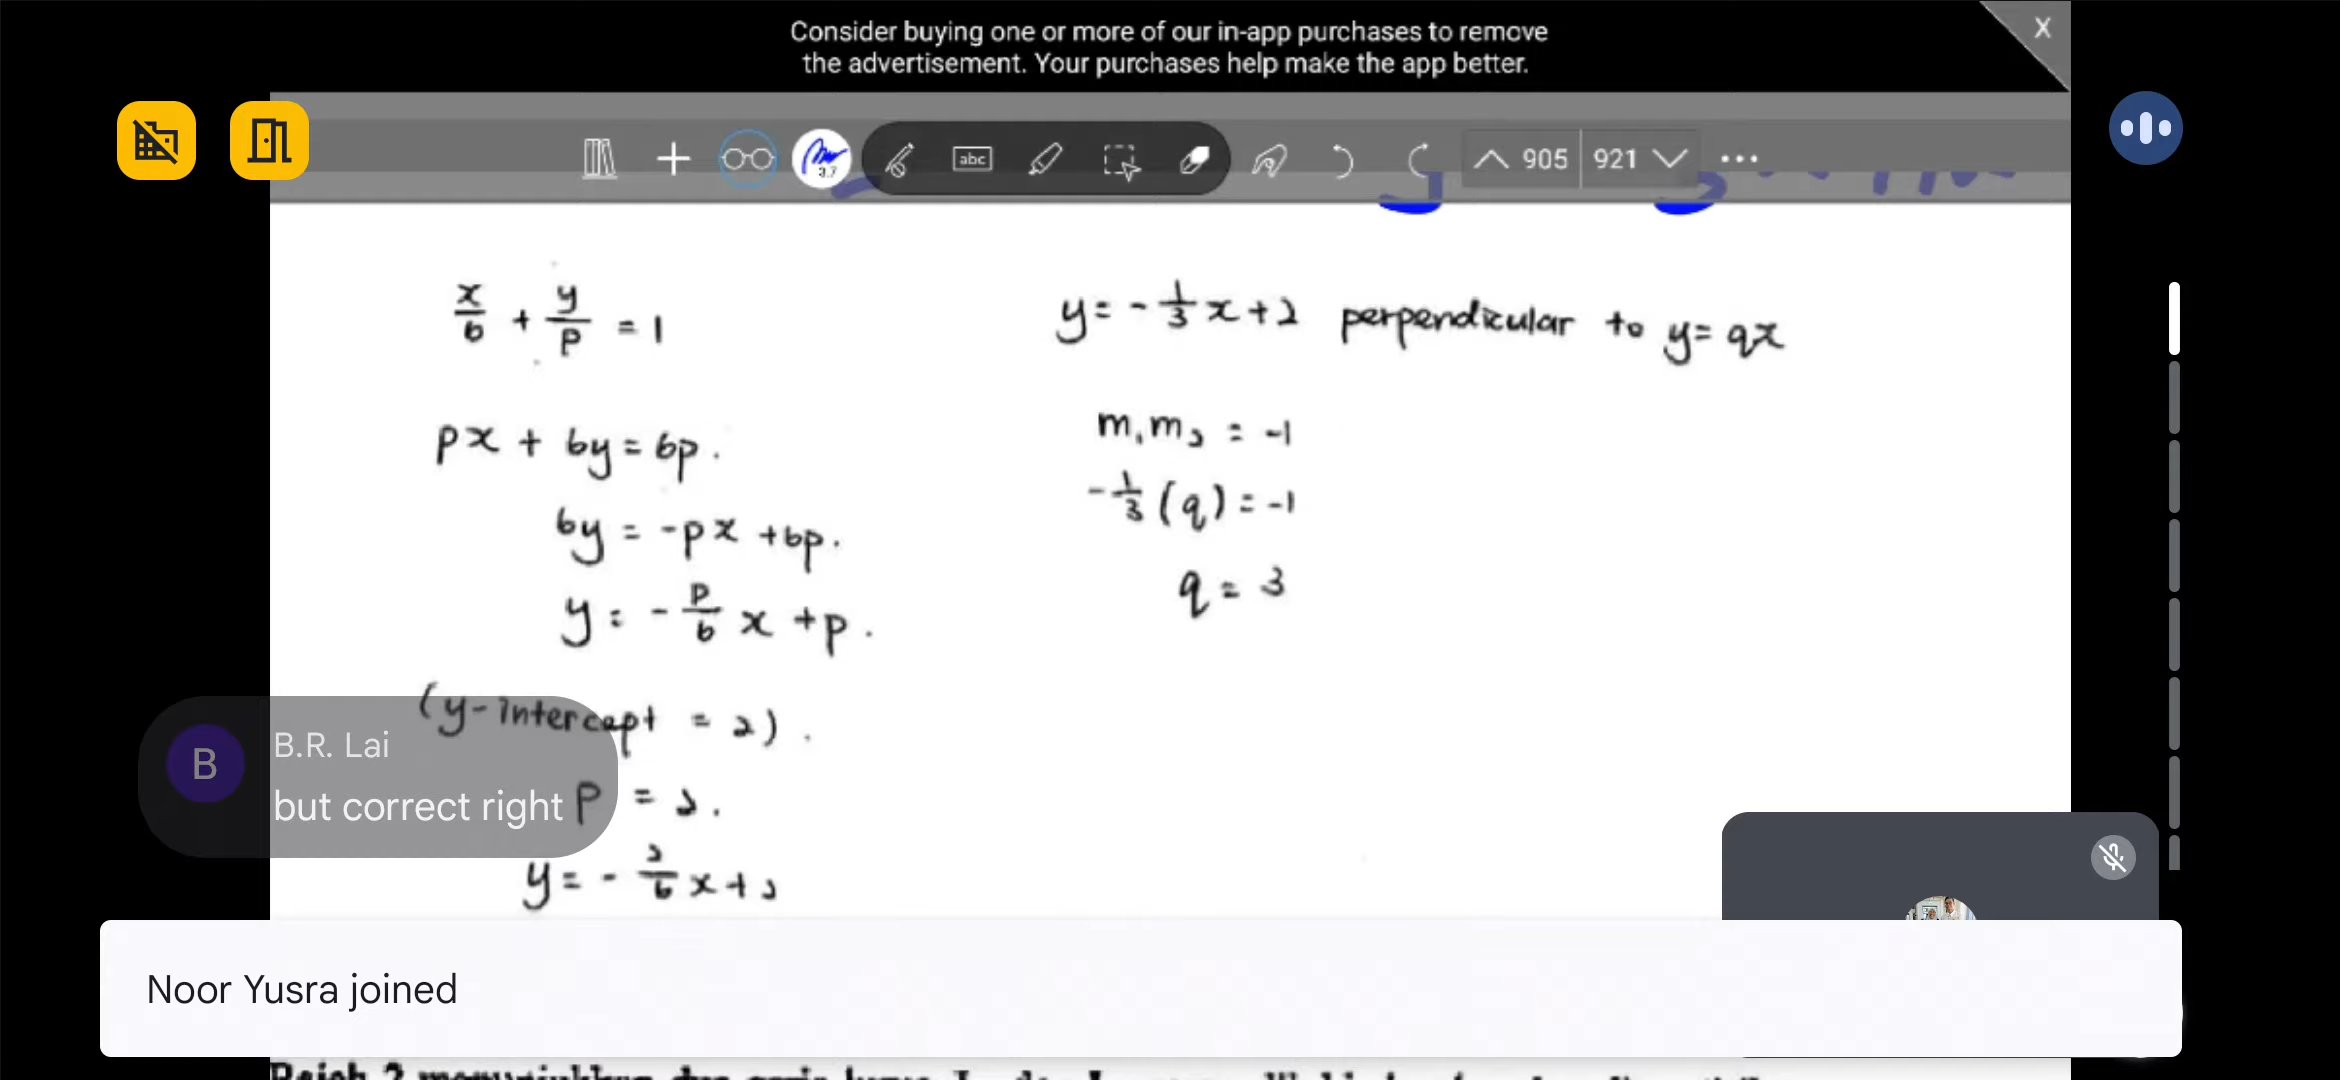 Consider buying one or more of our in-app purchases to remove
the advertisement. Your purchases help make the app better.
X
abc
3.7
905
921
x/6 + y/p = 1
px + 6y = 6p.
6y = -px + 6p.
y = -p/6 x + p.
(y-intercept = 2).
p = 2.
y = -2/6 x + 2
y = -1/3 x + 2 perpendicular to y = qx
m₁m₂ = -1
-1/3 (q) = -1
q = 3
B
B.R. Lai
but correct right
Noor Yusra joined